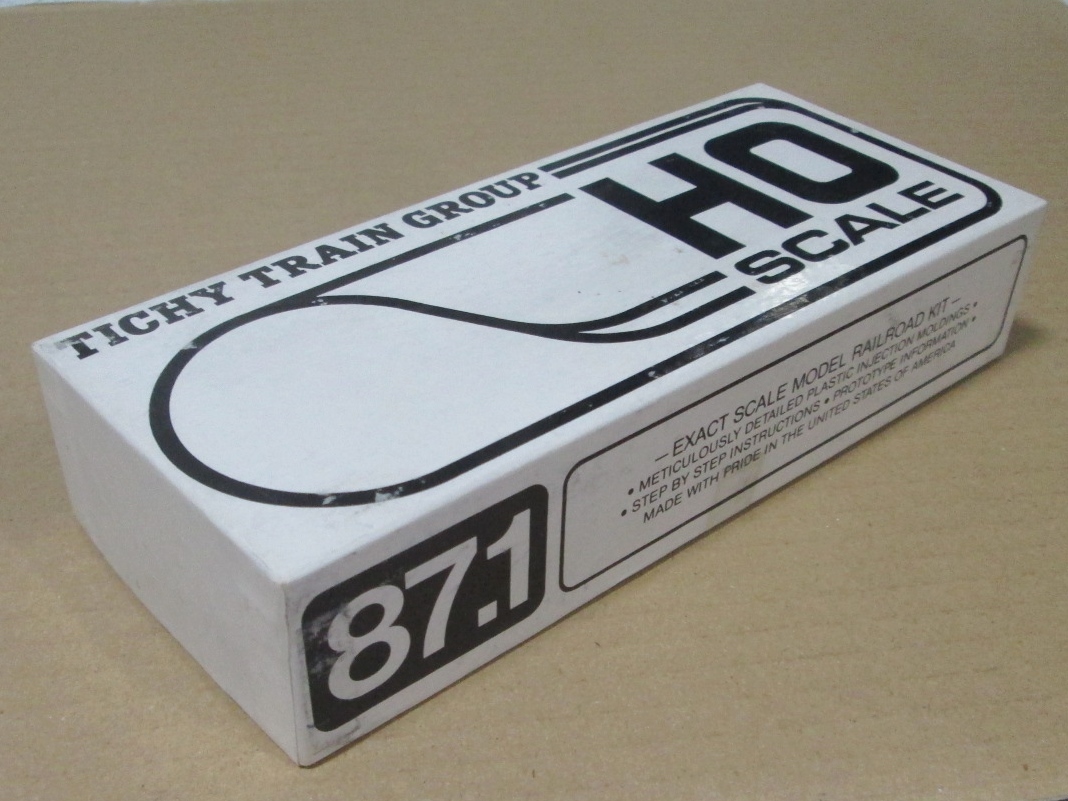 TICHY TRAIN GROUP
HO
SCALE
87.1
— EXACT SCALE MODEL RAILROAD KIT —
• METICULOUSLY DETAILED PLASTIC INJECTION MOLDINGS •
• STEP BY STEP INSTRUCTIONS • PROTOTYPE INFORMATION •
MADE WITH PRIDE IN THE UNITED STATES OF AMERICA